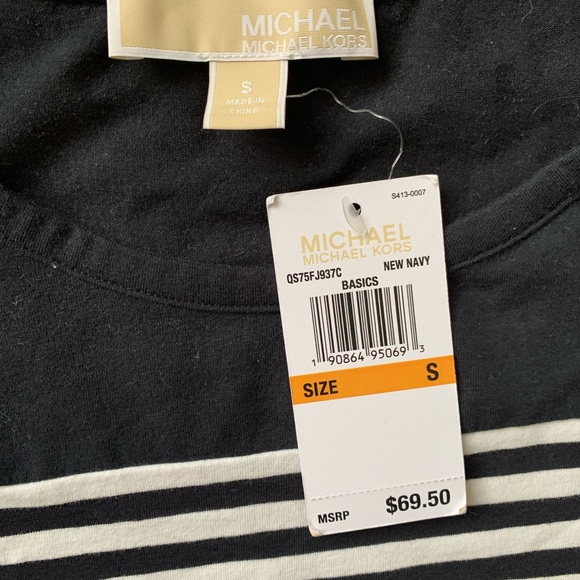 MICHAEL
MICHAEL KORS
S
MADE IN
CHINA
S413-0007
MICHAEL
MICHAEL KORS
QS75FJ937C NEW NAVY
BASICS
1 90864 95069 3
SIZE S
MSRP $69.50